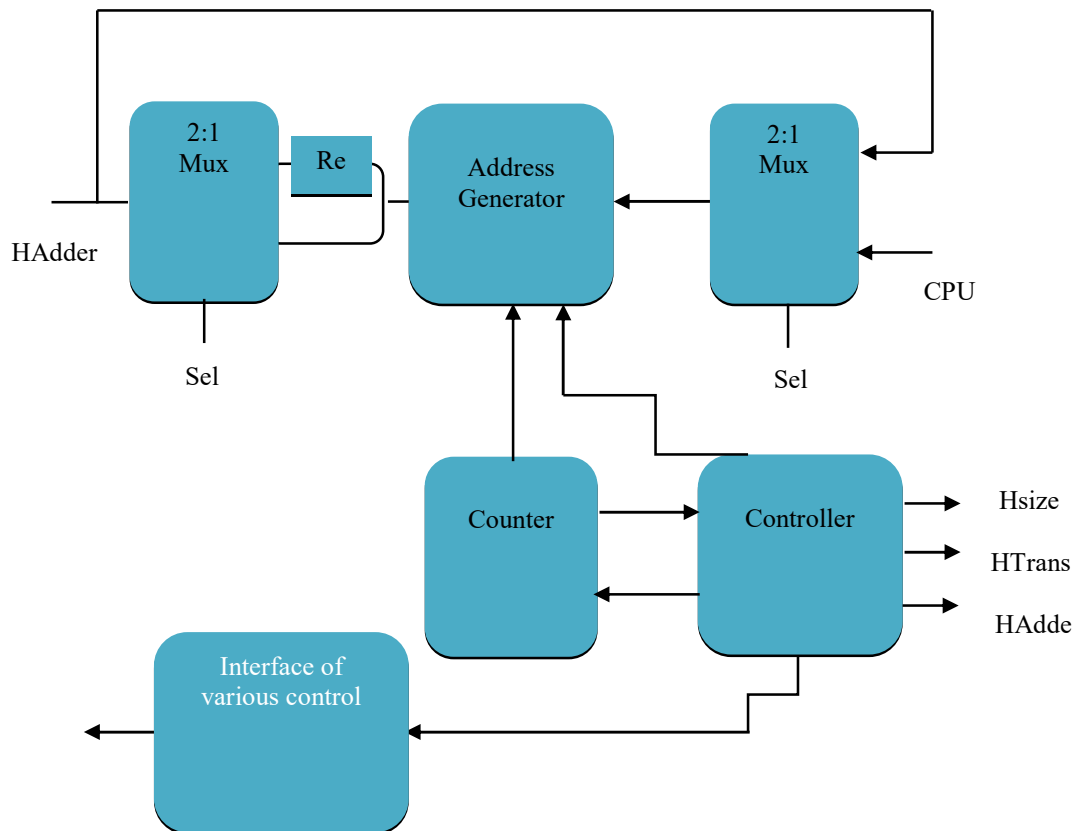 2:1
Mux
Re
Address
Generator
2:1
Mux
HAdder
CPU
Sel
Sel
Counter
Controller
Hsize
HTrans
HAdde
Interface of
various control